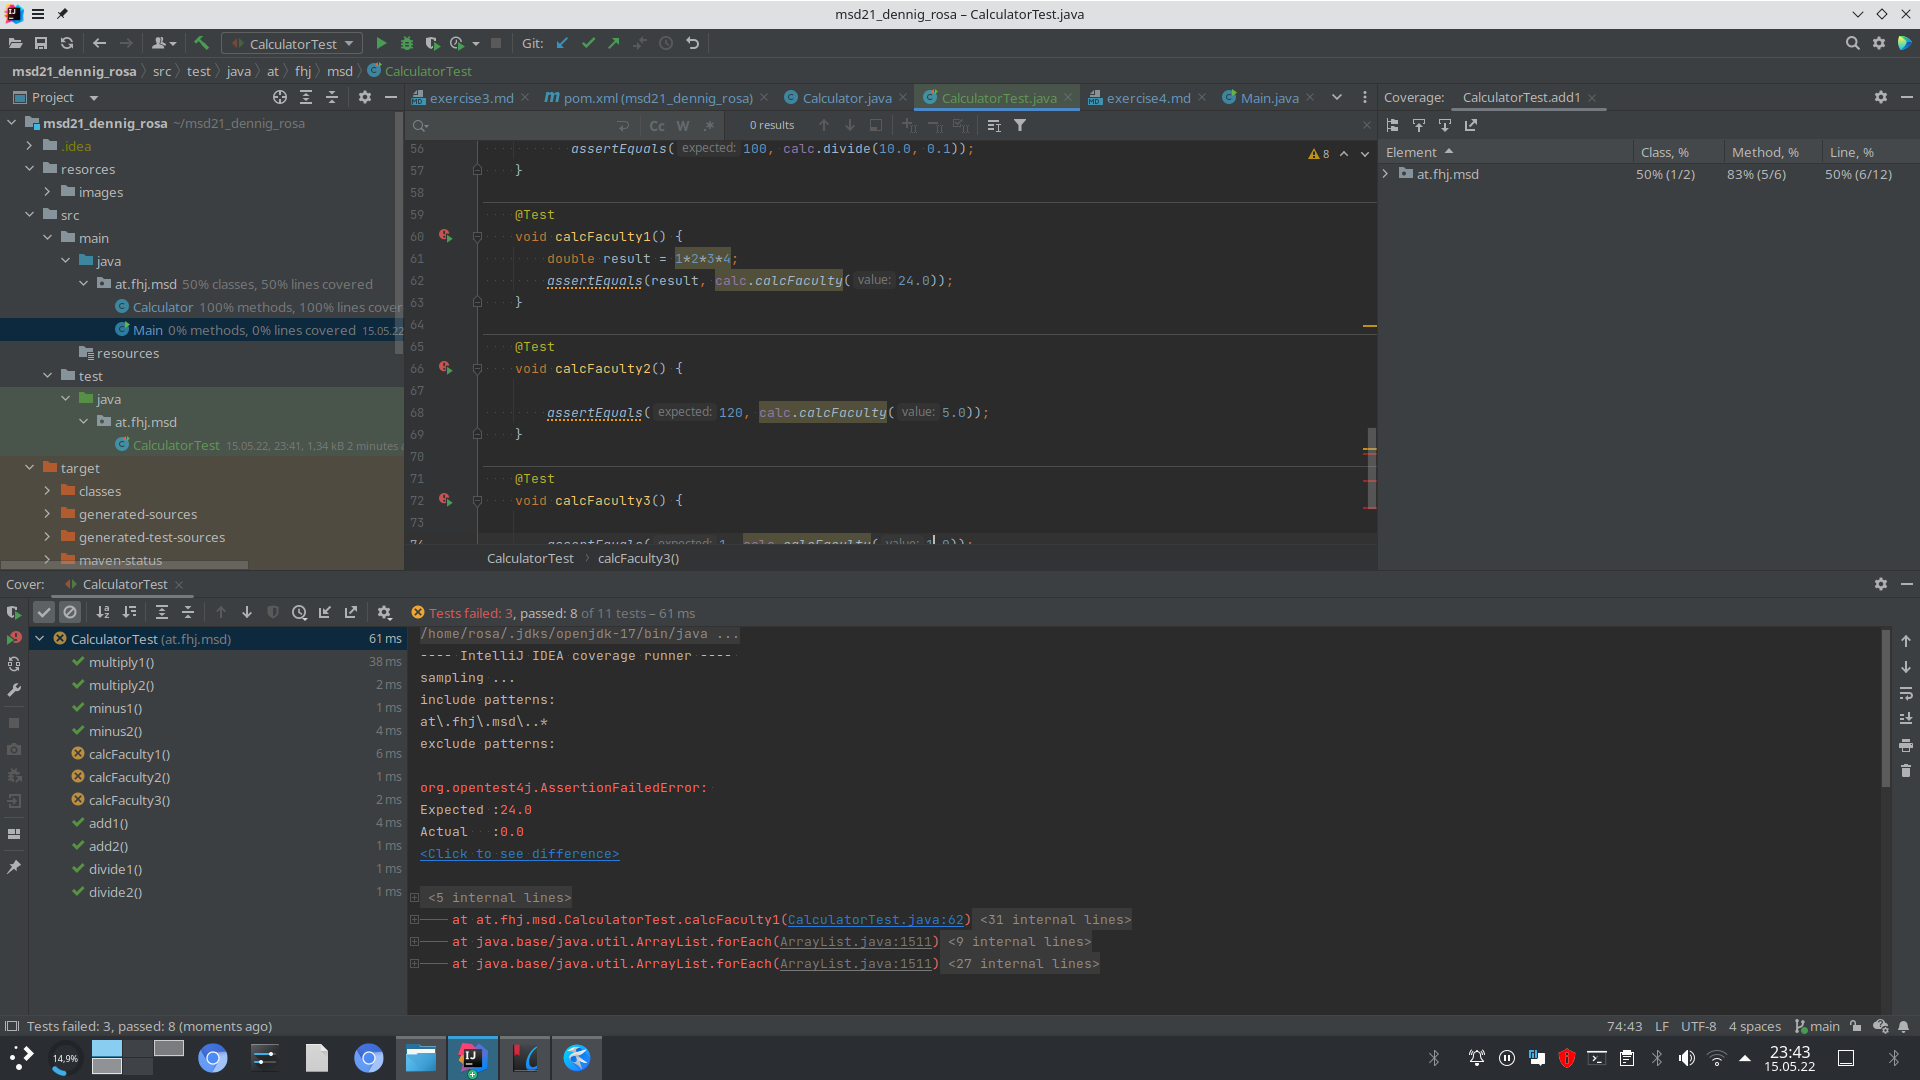 msd21_dennig_rosa – CalculatorTest.java
CalculatorTest
Git:
msd21_dennig_rosa
src
test
java
at
fhj
msd
CalculatorTest
Project
msd21_dennig_rosa ~/msd21_dennig_rosa
.idea
resorces
images
src
main
java
at.fhj.msd 50% classes, 50% lines covered
Calculator 100% methods, 100% lines cover
Main 0% methods, 0% lines covered 15.05.22
resources
test
java
at.fhj.msd
CalculatorTest 15.05.22, 23:41, 1,34 kB 2 minutes a
target
classes
generated-sources
generated-test-sources
maven-status
exercise3.md
pom.xml (msd21_dennig_rosa)
Calculator.java
CalculatorTest.java
exercise4.md
Main.java
Cc W .*
0 results
8
56 assertEquals( expected: 100, calc.divide(10.0, 0.1));
57 }
58
59 @Test
60 void calcFaculty1() {
61 double result = 1*2*3*4;
62 assertEquals(result, calc.calcFaculty( value: 24.0));
63 }
64
65 @Test
66 void calcFaculty2() {
67
68 assertEquals( expected: 120, calc.calcFaculty( value: 5.0));
69 }
70
71 @Test
72 void calcFaculty3() {
73
74 assertEquals( expected: 1, calc.calcFaculty( value: 1.0));
CalculatorTest
calcFaculty3()
Coverage: CalculatorTest.add1
Element Class, % Method, % Line, %
at.fhj.msd 50% (1/2) 83% (5/6) 50% (6/12)
Cover: CalculatorTest
Tests failed: 3, passed: 8 of 11 tests – 61 ms
CalculatorTest (at.fhj.msd) 61 ms
multiply1() 38 ms
multiply2() 2 ms
minus1() 1 ms
minus2() 4 ms
calcFaculty1() 6 ms
calcFaculty2() 1 ms
calcFaculty3() 2 ms
add1() 4 ms
add2() 1 ms
divide1() 1 ms
divide2() 1 ms
/home/rosa/.jdks/openjdk-17/bin/java ...
---- IntelliJ IDEA coverage runner ----
sampling ...
include patterns:
at\.fhj\.msd\..*
exclude patterns:
org.opentest4j.AssertionFailedError:
Expected :24.0
Actual :0.0
<Click to see difference>
<5 internal lines>
at at.fhj.msd.CalculatorTest.calcFaculty1(CalculatorTest.java:62) <31 internal lines>
at java.base/java.util.ArrayList.forEach(ArrayList.java:1511) <9 internal lines>
at java.base/java.util.ArrayList.forEach(ArrayList.java:1511) <27 internal lines>
Tests failed: 3, passed: 8 (moments ago)
74:43 LF UTF-8 4 spaces main
14,9%
23:43
15.05.22